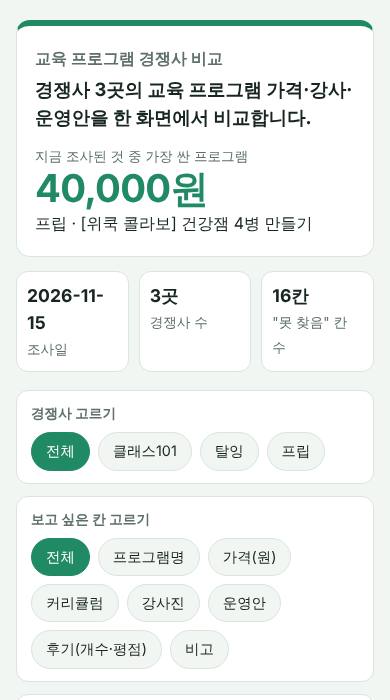 교육 프로그램 경쟁사 비교
경쟁사 3곳의 교육 프로그램 가격·강사·
운영안을 한 화면에서 비교합니다.
지금 조사된 것 중 가장 싼 프로그램
40,000원
프립 · [위쿡 콜라보] 건강잼 4병 만들기
2026-11-
15
조사일
3곳
경쟁사 수
16칸
"못 찾음" 칸
수
경쟁사 고르기
전체 클래스101 탈잉 프립
보고 싶은 칸 고르기
전체 프로그램명 가격(원)
커리큘럼 강사진 운영안
후기(개수·평점) 비고